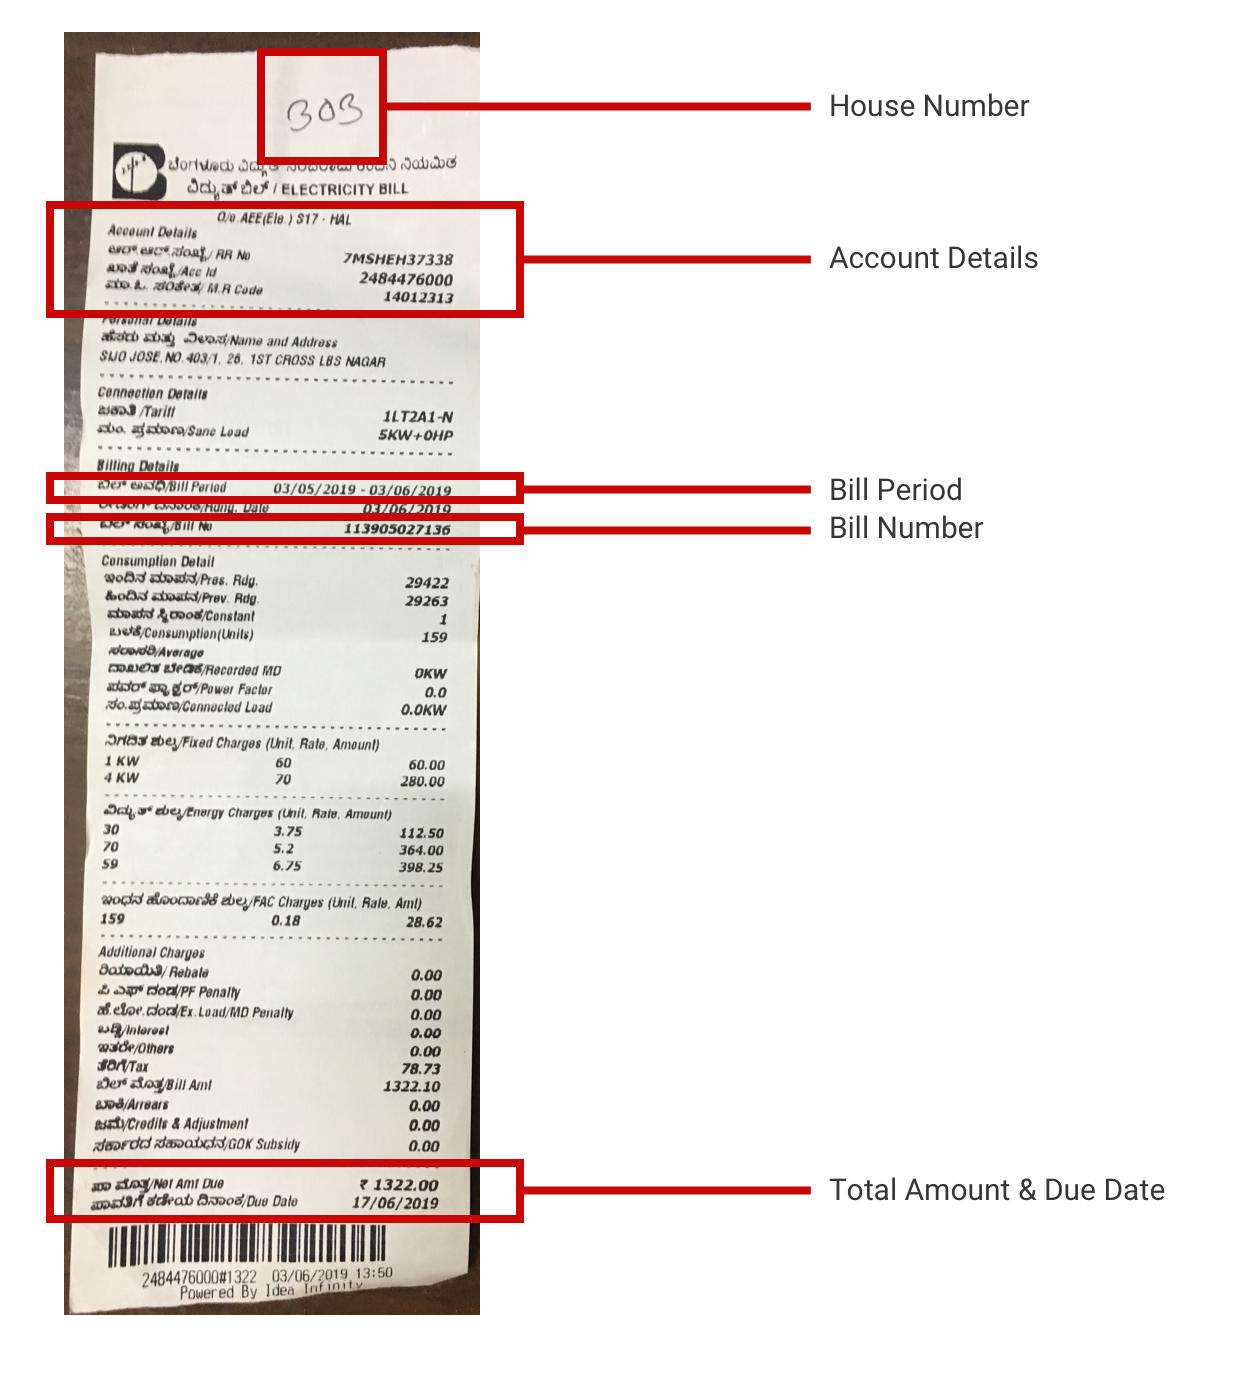 303
House Number
ಬೆಂಗಳೂರು ವಿದ್ಯುತ್ ಸರಬರಾಜು ಕಂಪನಿ ನಿಯಮಿತ
ವಿದ್ಯುತ್ ಬಿಲ್ / ELECTRICITY BILL
O/o AEE(Ele.) S17 - HAL
Account Details
ಆರ್.ಆರ್.ಸಂಖ್ಯೆ/ RR No 7MSHEH37338
Account Details
ಖಾತೆ ಸಂಖ್ಯೆ/Acc Id 2484476000
ಮಾ.ಓ. ಸಂಕೇತ/ M.R Code 14012313
Personal Details
ಹೆಸರು ಮತ್ತು ವಿಳಾಸ/Name and Address
SIJO JOSE, NO. 403/1, 26, 1ST CROSS LBS NAGAR
Connection Details
ಜಕಾತಿ /Tariff 1LT2A1-N
ಮಂ. ಪ್ರಮಾಣ/Sanc Load 5KW+0HP
Billing Details
ಬಿಲ್ ಅವಧಿ/Bill Period 03/05/2019 - 03/06/2019
Bill Period
ರೀಡಿಂಗ್ ದಿನಾಂಕ/Rdng. Date 03/06/2019
ಬಿಲ್ ಸಂಖ್ಯೆ/Bill No 113905027136
Bill Number
Consumption Detail
ಇಂದಿನ ಮಾಪನ/Pres. Rdg. 29422
ಹಿಂದಿನ ಮಾಪನ/Prev. Rdg. 29263
ಮಾಪನ ಸ್ಥಿರಾಂಕ/Constant 1
ಬಳಕೆ/Consumption(Units) 159
ಸರಾಸರಿ/Average
ದಾಖಲಿತ ಬೇಡಿಕೆ/Recorded MD 0KW
ಪವರ್ ಫ್ಯಾಕ್ಟರ್/Power Factor 0.0
ಸಂ.ಪ್ರಮಾಣ/Connected Load 0.0KW
ನಿಗದಿತ ಶುಲ್ಕ/Fixed Charges (Unit, Rate, Amount)
1 KW 60 60.00
4 KW 70 280.00
ವಿದ್ಯುತ್ ಶುಲ್ಕ/Energy Charges (Unit, Rate, Amount)
30 3.75 112.50
70 5.2 364.00
59 6.75 398.25
ಇಂಧನ ಹೊಂದಾಣಿಕೆ ಶುಲ್ಕ/FAC Charges (Unit, Rate, Amt)
159 0.18 28.62
Additional Charges
ರಿಯಾಯಿತಿ/ Rebate 0.00
ಪಿ ಎಫ್ ದಂಡ/PF Penalty 0.00
ಹೆ.ಲೋ.ದಂಡ/Ex.Load/MD Penalty 0.00
ಬಡ್ಡಿ/Interest 0.00
ಇತರೇ/Others 0.00
ತೆರಿಗೆ/Tax 78.73
ಬಿಲ್ ಮೊತ್ತ/Bill Amt 1322.10
ಬಾಕಿ/Arrears 0.00
ಜಮೆ/Credits & Adjustment 0.00
ಸರ್ಕಾರದ ಸಹಾಯಧನ/GOK Subsidy 0.00
ಪಾ ಮೊತ್ತ/Net Amt Due ₹ 1322.00
Total Amount & Due Date
ಪಾವತಿಗೆ ಕಡೇಯ ದಿನಾಂಕ/Due Date 17/06/2019
2484476000#1322 03/06/2019 13:50
Powered By Idea Infinity